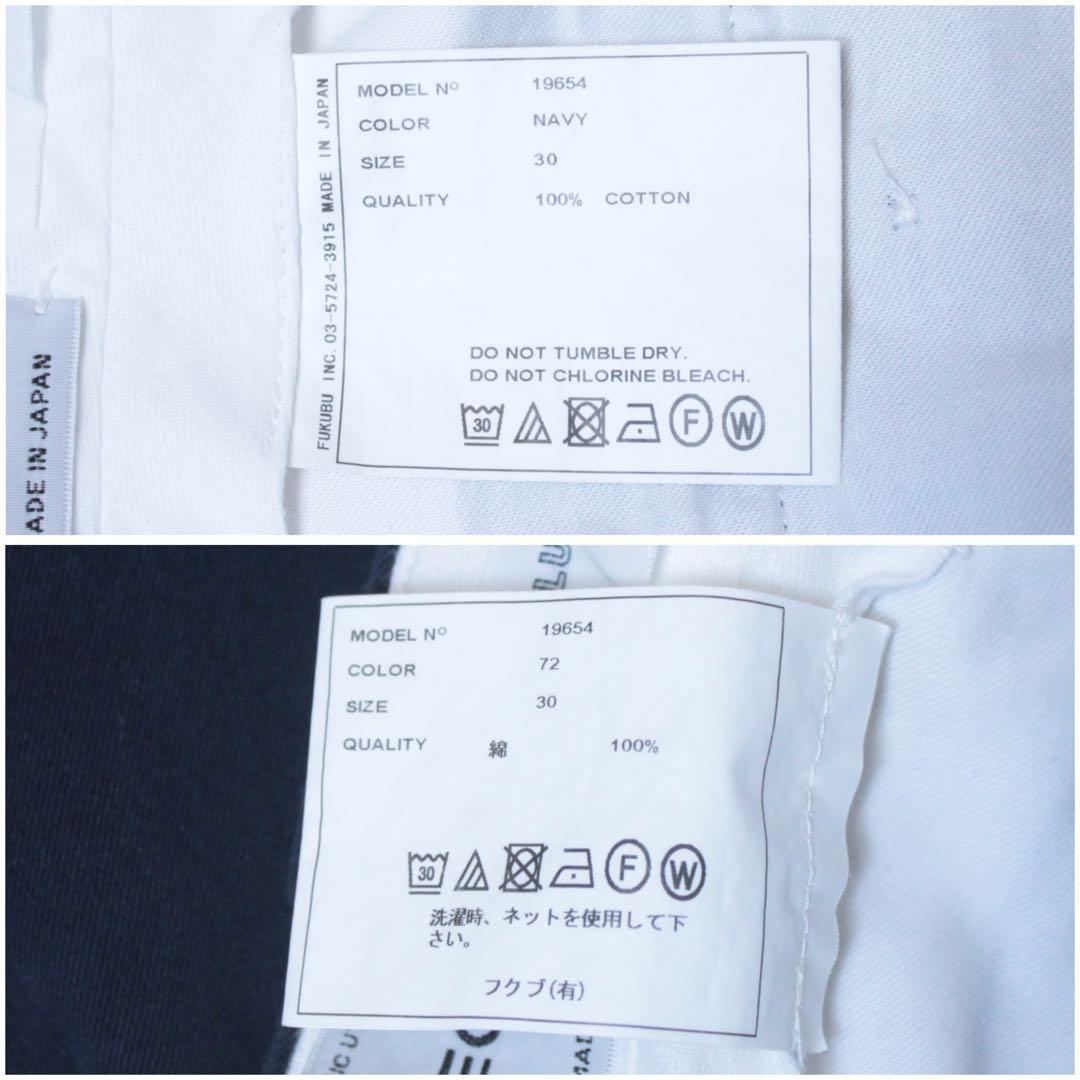 MODEL Nº 19654
COLOR NAVY
SIZE 30
QUALITY 100% COTTON
DO NOT TUMBLE DRY.
DO NOT CHLORINE BLEACH.
30 F W
FUKUBU INC. 03-5724-3915 MADE IN JAPAN
ADE IN JAPAN
LU
MODEL Nº 19654
COLOR 72
SIZE 30
QUALITY 綿 100%
30 F W
洗濯時、ネットを使用して下
さい。
フクブ(有)
IC U
MA